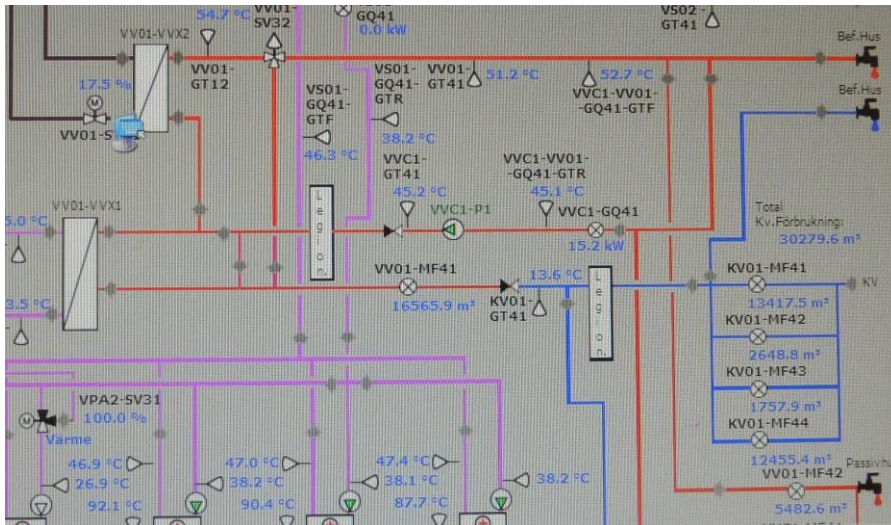 54.7 °C
VV01-
SV32
GQ41
0.0 kW
VS02-
GT41
Bef.Hus
VV01-VVX2
17.5 %
M
VV01-
GT12
VS01-
GQ41-
GTF
46.3 °C
VS01-
GQ41-
GTR
38.2 °C
VV01-
GT41
51.2 °C
52.7 °C
VVC1-VV01-
-GQ41-GTF
Bef.Hus
VVC1-
GT41
45.2 °C
VVC1-VV01-
-GQ41-GTR
45.1 °C
VVC1-P1
VVC1-GQ41
15.2 kW
VV01-VVX1
5.0 °C
3.5 °C
Legion.
VV01-MF41
16565.9 m³
KV01-
GT41
13.6 °C
Legion.
Total
Kv.Förbrukning:
30279.6 m³
KV01-MF41
13417.5 m³
KV
KV01-MF42
2648.8 m³
KV01-MF43
1757.9 m³
KV01-MF44
12455.4 m³
VPA2-SV31
M
100.0 %
Värme
46.9 °C
26.9 °C
92.1 °C
47.0 °C
38.2 °C
90.4 °C
47.4 °C
38.1 °C
87.7 °C
38.2 °C
VV01-MF42
5482.6 m³
Passivhu